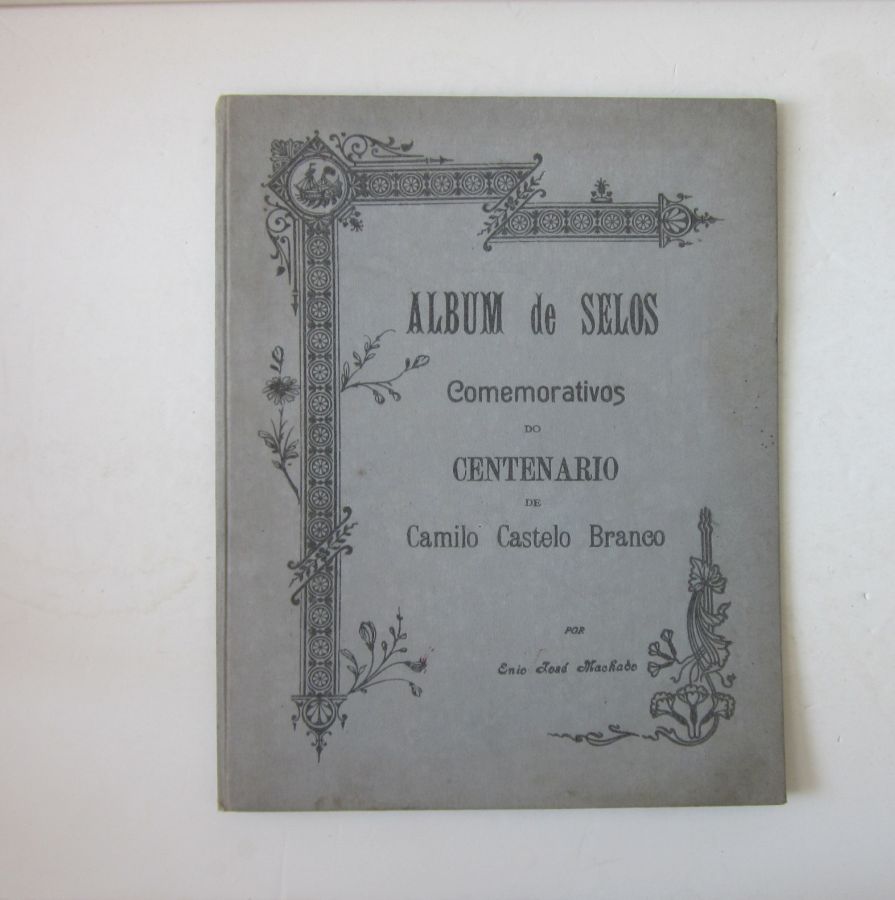 ALBUM de SELOS
Comemorativos
DO
CENTENARIO
DE
Camilo Castelo Branco
POR
Enio José Machado